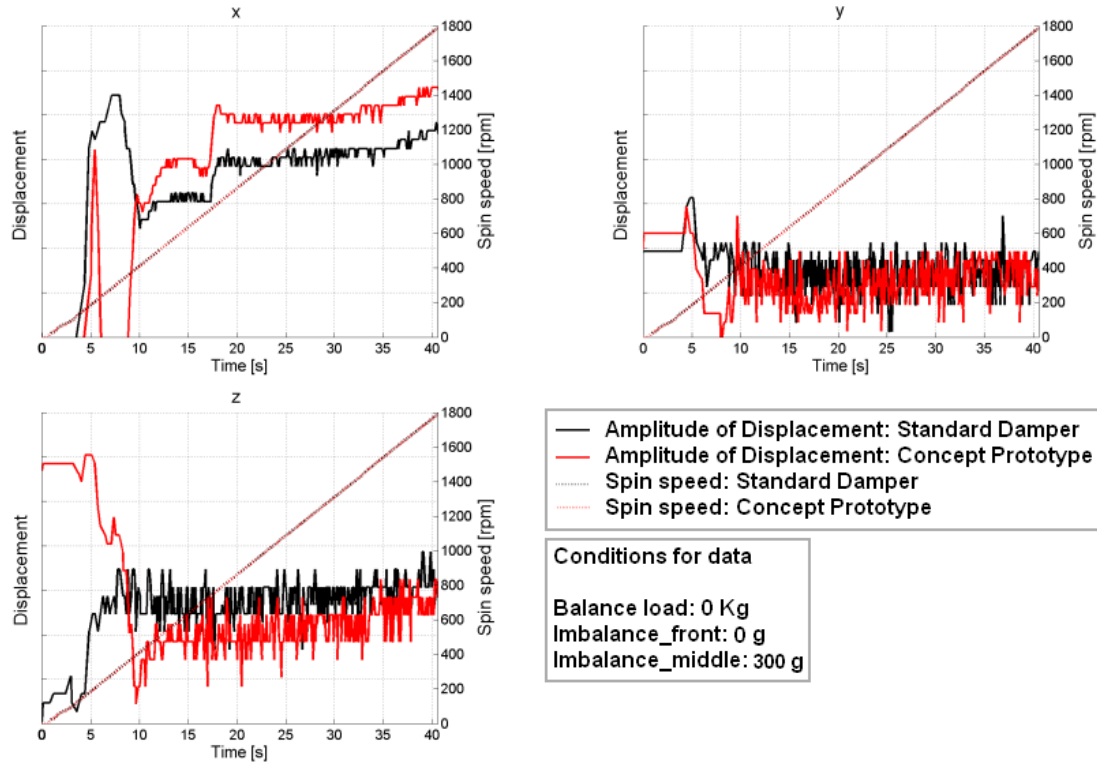 x
Displacement
0
5
10
15
20
25
30
35
40
Time [s]
0
200
400
600
800
1000
1200
1400
1600
1800
Spin speed [rpm]
y
Displacement
0
5
10
15
20
25
30
35
40
Time [s]
0
200
400
600
800
1000
1200
1400
1600
1800
Spin speed [rpm]
z
Displacement
0
5
10
15
20
25
30
35
40
Time [s]
0
200
400
600
800
1000
1200
1400
1600
1800
Spin speed [rpm]
Amplitude of Displacement: Standard Damper
Amplitude of Displacement: Concept Prototype
Spin speed: Standard Damper
Spin speed: Concept Prototype
Conditions for data
Balance load: 0 Kg
Imbalance_front: 0 g
Imbalance_middle: 300 g